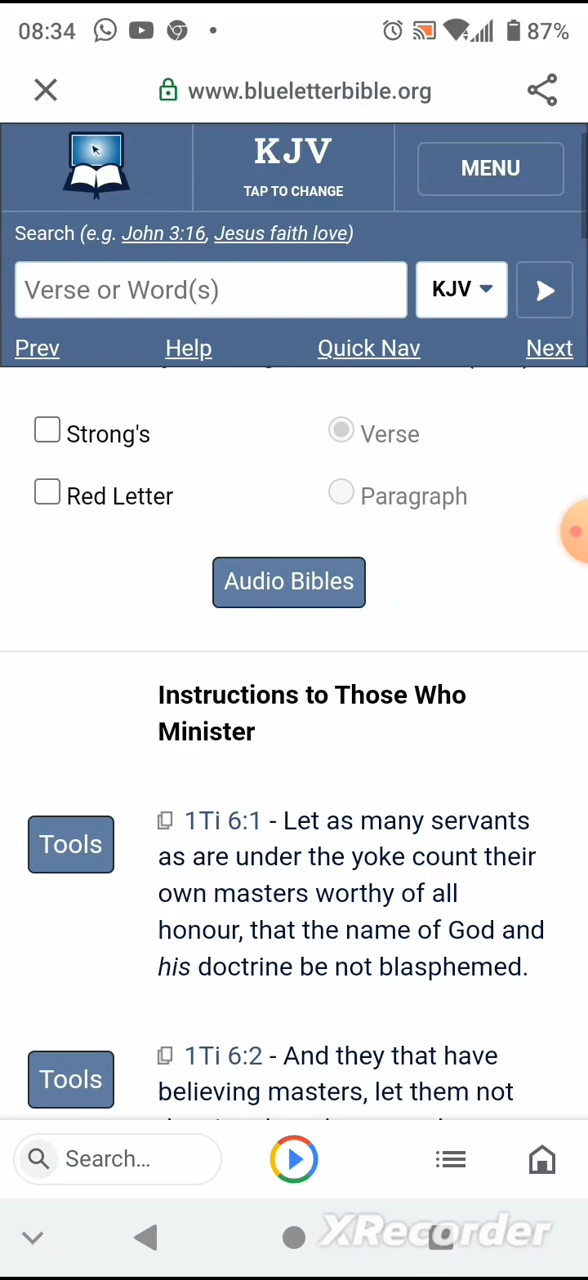 08:34
87%
www.blueletterbible.org
KJV
TAP TO CHANGE
MENU
Search (e.g. John 3:16, Jesus faith love)
Verse or Word(s)
KJV
Prev Help Quick Nav Next
Strong's
Verse
Red Letter
Paragraph
Audio Bibles
Instructions to Those Who
Minister
Tools
1Ti 6:1 - Let as many servants
as are under the yoke count their
own masters worthy of all
honour, that the name of God and
his doctrine be not blasphemed.
Tools
1Ti 6:2 - And they that have
believing masters, let them not
Search...
XRecorder